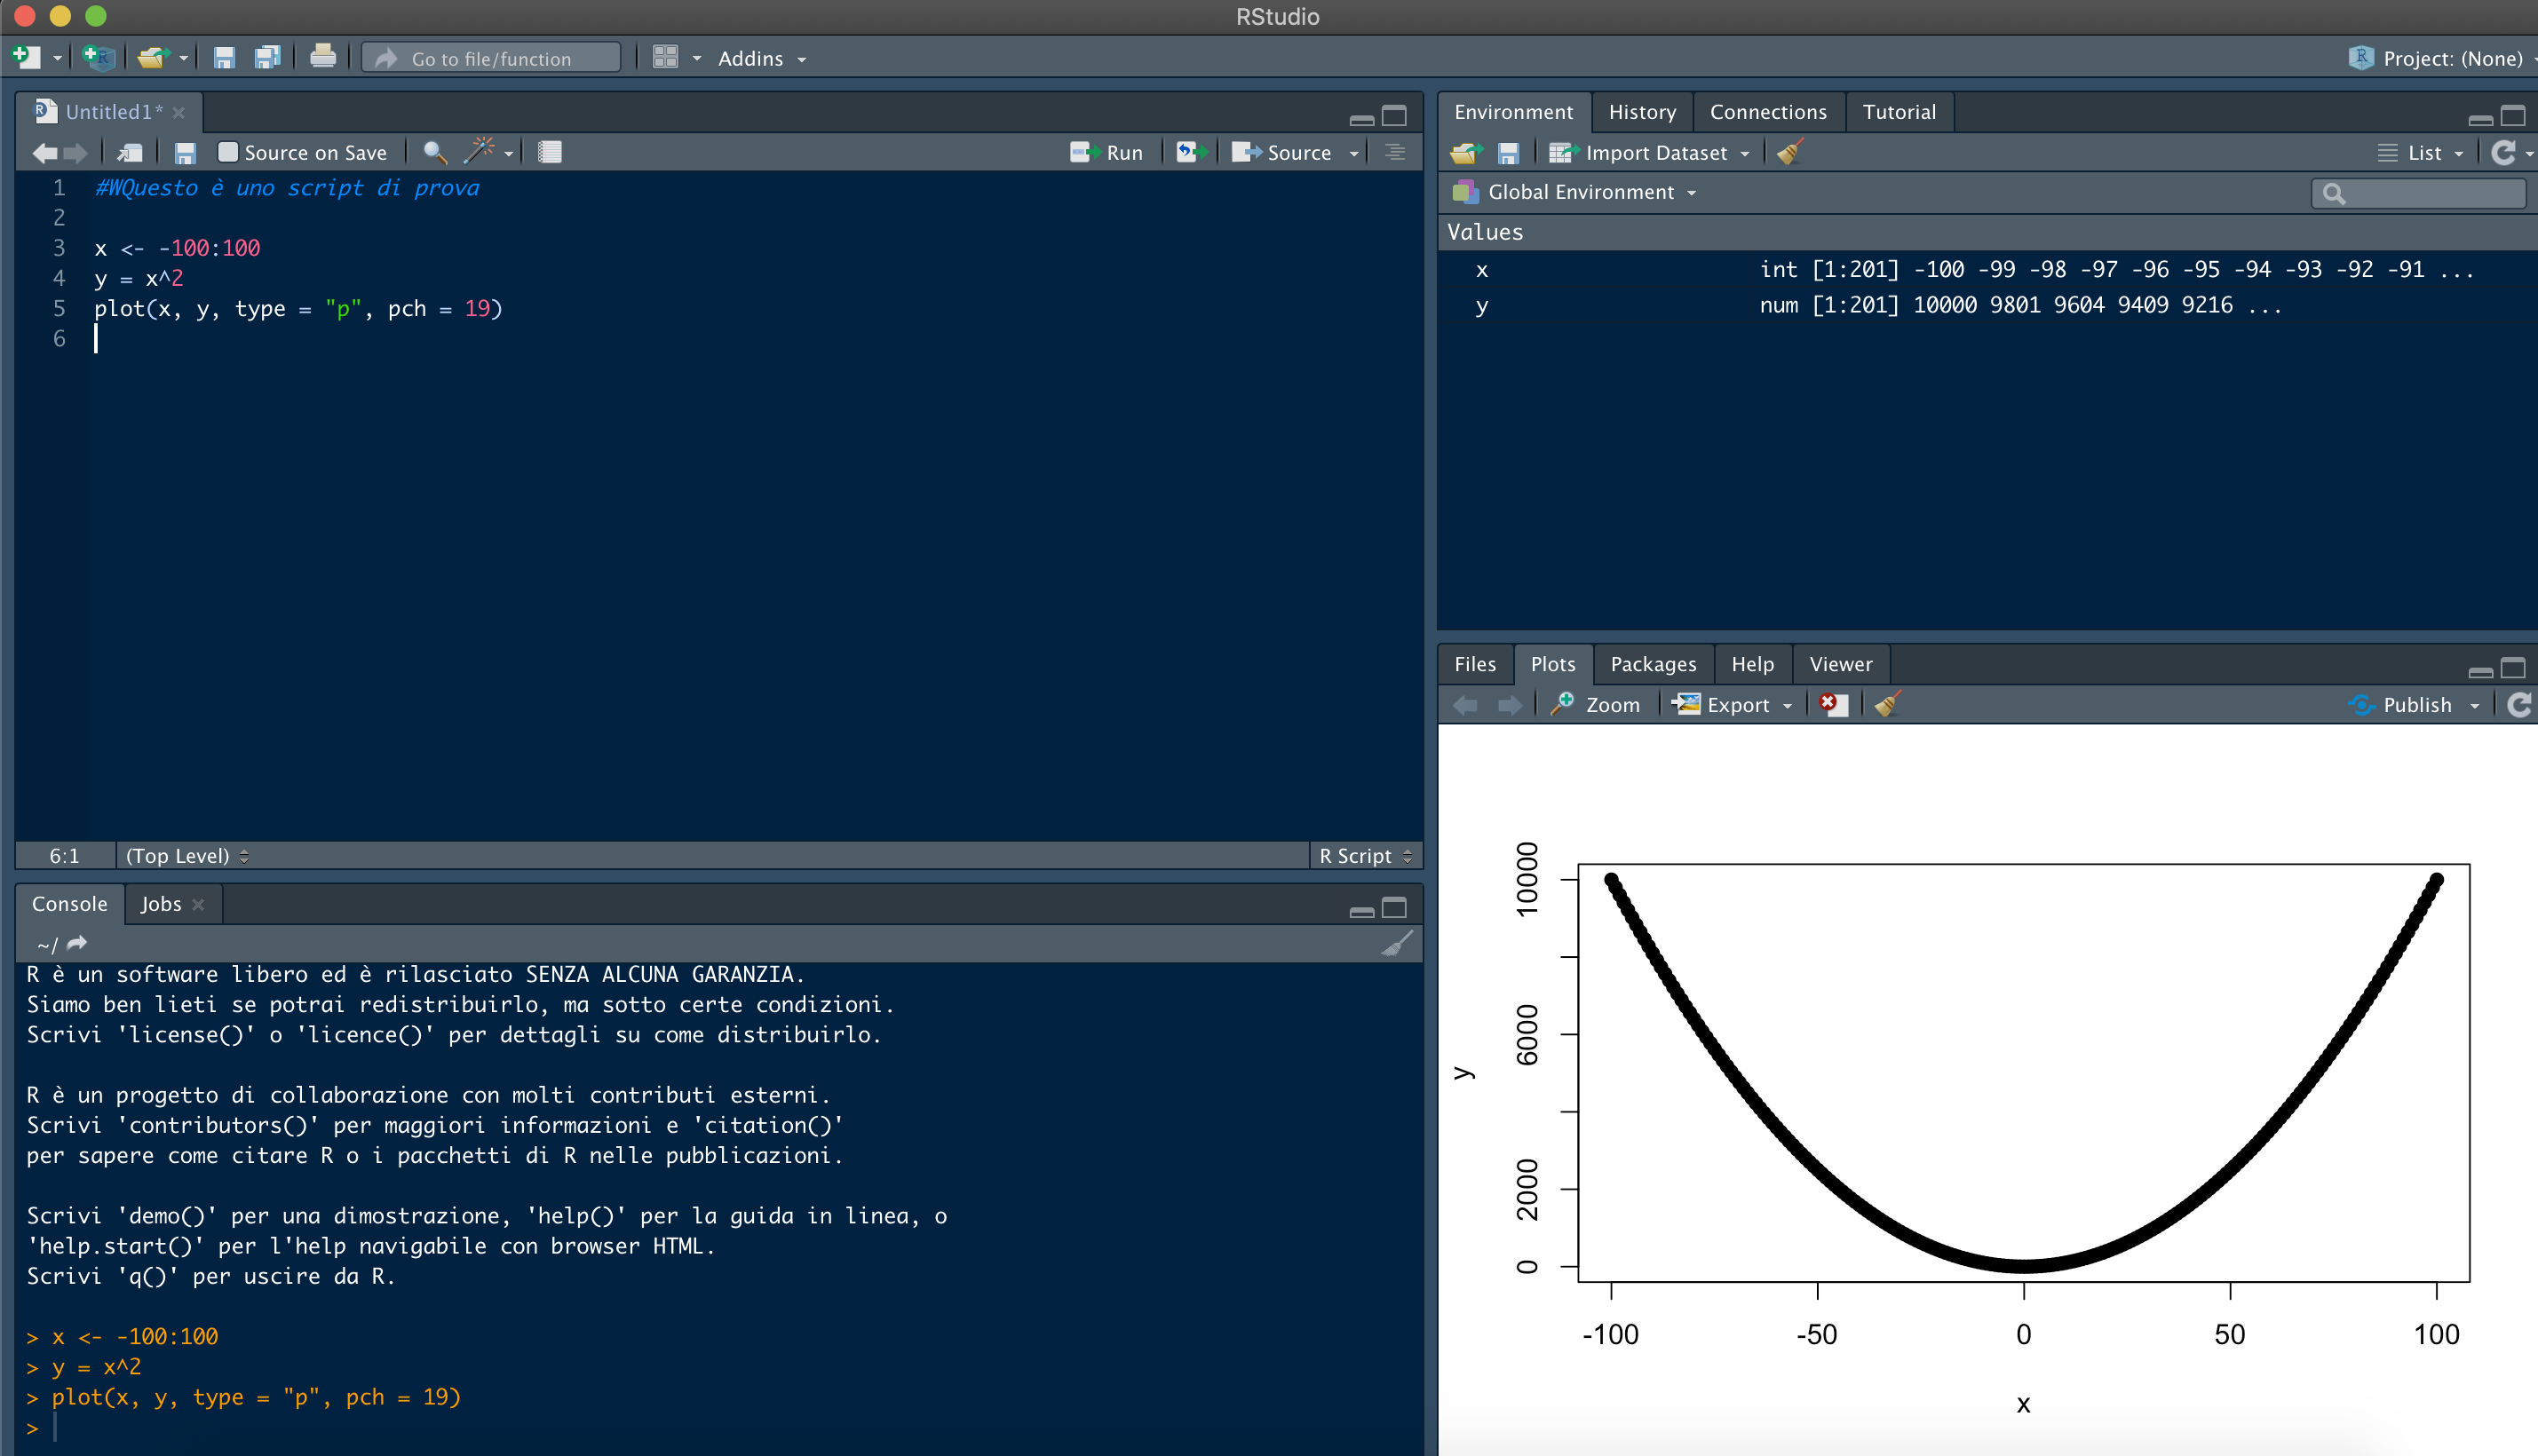 RStudio
Go to file/function
Addins
Project: (None)
Untitled1*
Source on Save
Run
Source
1 #WQuesto è uno script di prova
2
3 x <- -100:100
4 y = x^2
5 plot(x, y, type = "p", pch = 19)
6
6:1
(Top Level)
R Script
Console
Jobs
~/
R è un software libero ed è rilasciato SENZA ALCUNA GARANZIA.
Siamo ben lieti se potrai redistribuirlo, ma sotto certe condizioni.
Scrivi 'license()' o 'licence()' per dettagli su come distribuirlo.
R è un progetto di collaborazione con molti contributi esterni.
Scrivi 'contributors()' per maggiori informazioni e 'citation()'
per sapere come citare R o i pacchetti di R nelle pubblicazioni.
Scrivi 'demo()' per una dimostrazione, 'help()' per la guida in linea, o
'help.start()' per l'help navigabile con browser HTML.
Scrivi 'q()' per uscire da R.
> x <- -100:100
> y = x^2
> plot(x, y, type = "p", pch = 19)
>
Environment
History
Connections
Tutorial
Import Dataset
List
Global Environment
Values
x int [1:201] -100 -99 -98 -97 -96 -95 -94 -93 -92 -91 ...
y num [1:201] 10000 9801 9604 9409 9216 ...
Files
Plots
Packages
Help
Viewer
Zoom
Export
Publish
10000
6000
2000
0
y
-100 -50 0 50 100
x